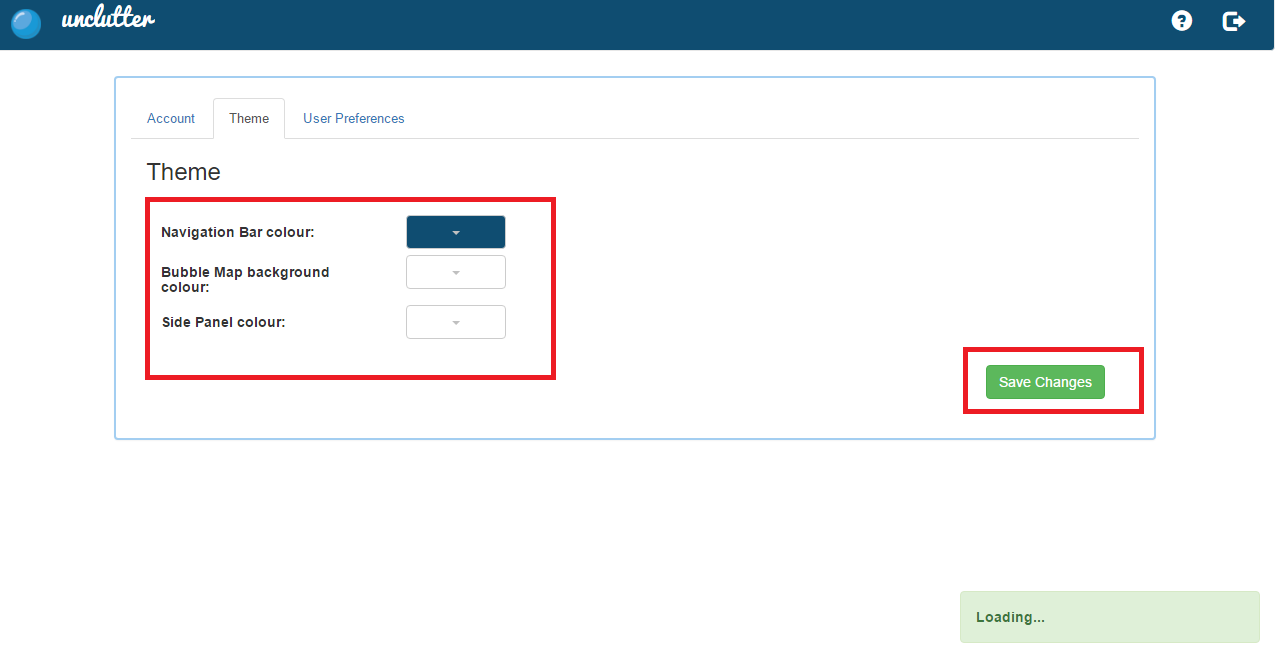 unclutter
Account Theme User Preferences
Theme
Navigation Bar colour:
Bubble Map background
colour:
Side Panel colour:
Save Changes
Loading...